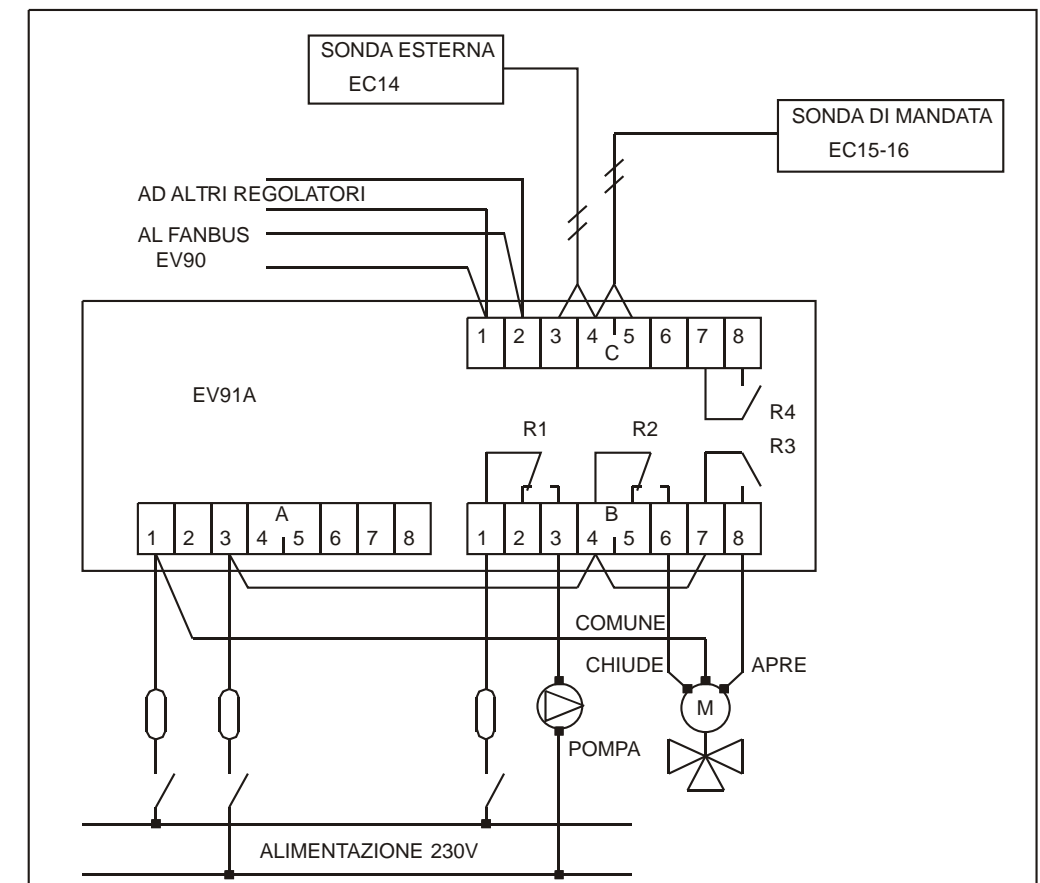 SONDA ESTERNA
EC14
SONDA DI MANDATA
EC15-16
AD ALTRI REGOLATORI
AL FANBUS
EV90
1 2 3 4 5 6 7 8
C
EV91A
R4
R1 R2 R3
A B
1 2 3 4 5 6 7 8 1 2 3 4 5 6 7 8
COMUNE
CHIUDE APRE
M
POMPA
ALIMENTAZIONE 230V